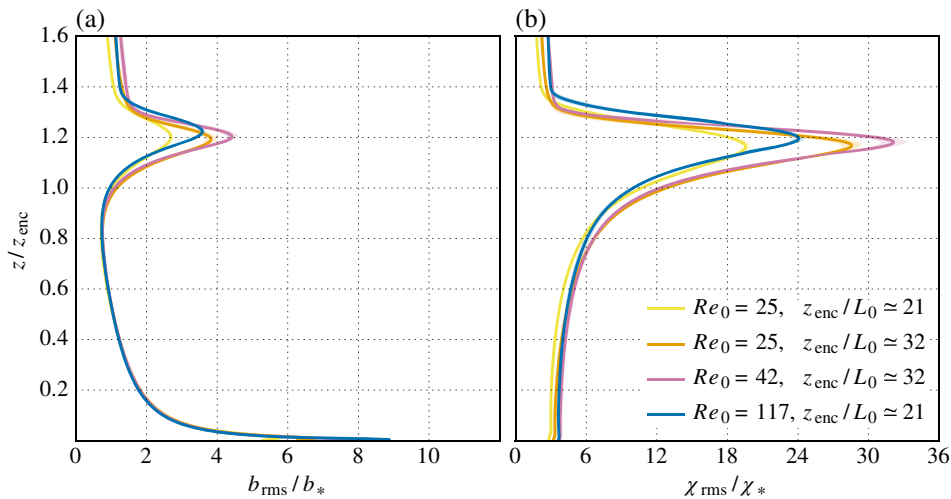 (a)
(b)
1.6
1.4
1.2
1.0
0.8
0.6
0.4
0.2
z/z_enc
0 2 4 6 8 10
b_rms/b_*
0 6 12 18 24 30 36
χ_rms/χ_*
Re_0 = 25, z_enc/L_0 ≃ 21
Re_0 = 25, z_enc/L_0 ≃ 32
Re_0 = 42, z_enc/L_0 ≃ 32
Re_0 = 117, z_enc/L_0 ≃ 21